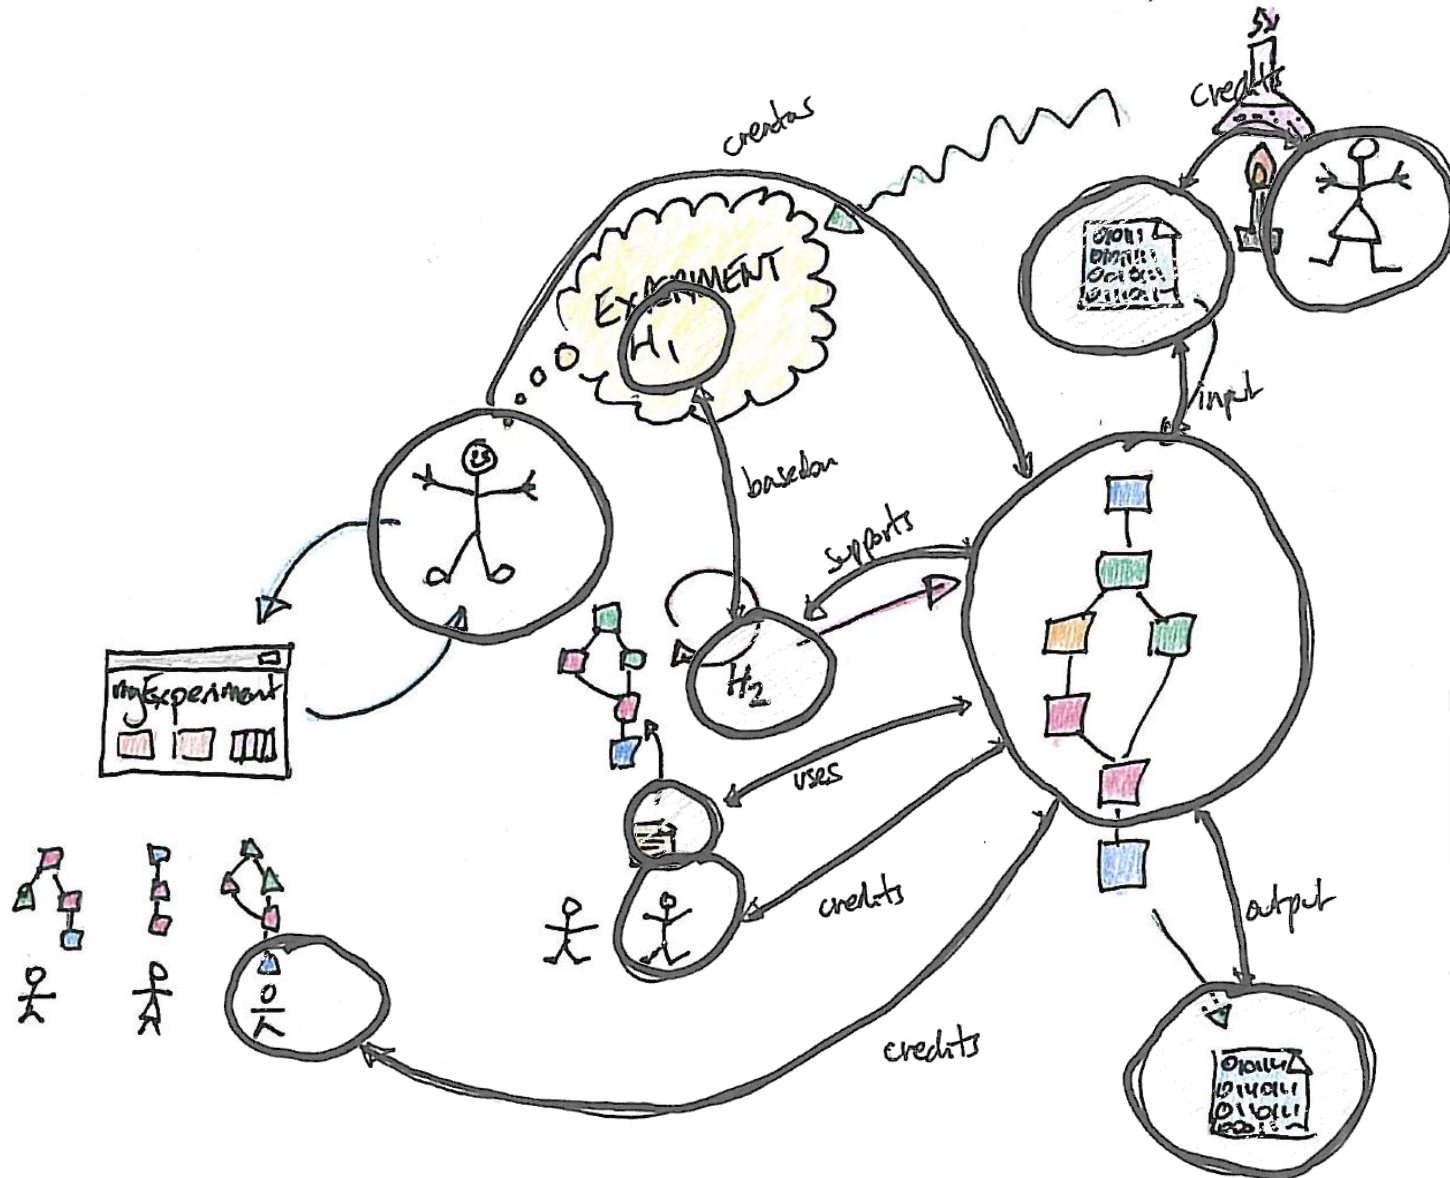 credits
creates
EXPERIMENT
H1
input
basedon
supports
H2
myExperiment
uses
credits
output
credits